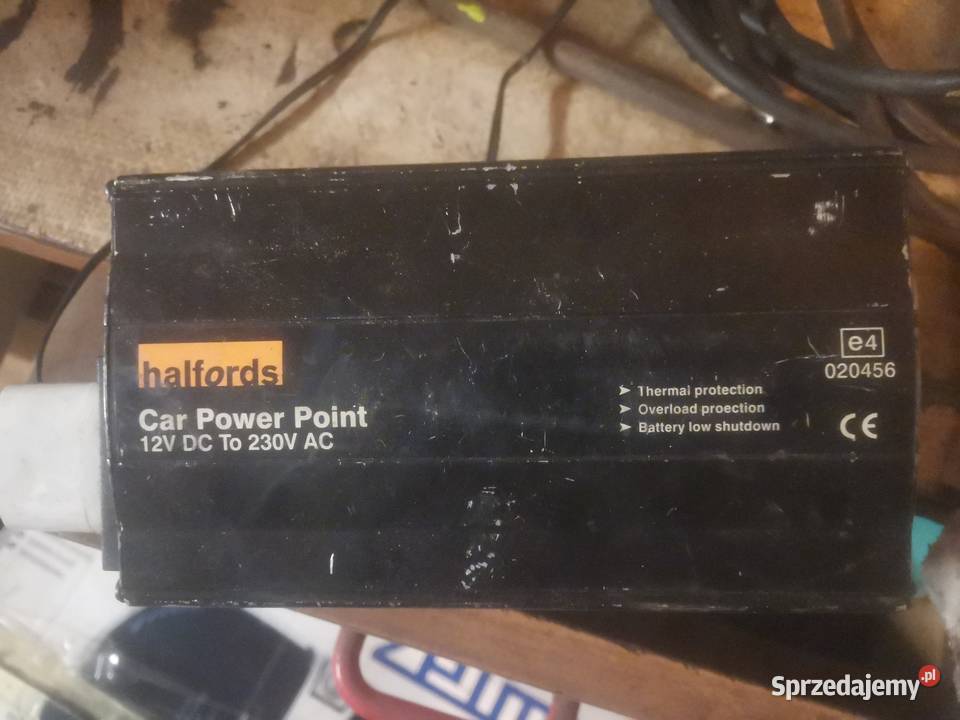 halfords
Car Power Point
12V DC To 230V AC
➤ Thermal protection
➤ Overload proection
➤ Battery low shutdown
e4
020456
CE
Sprzedajemy.pl